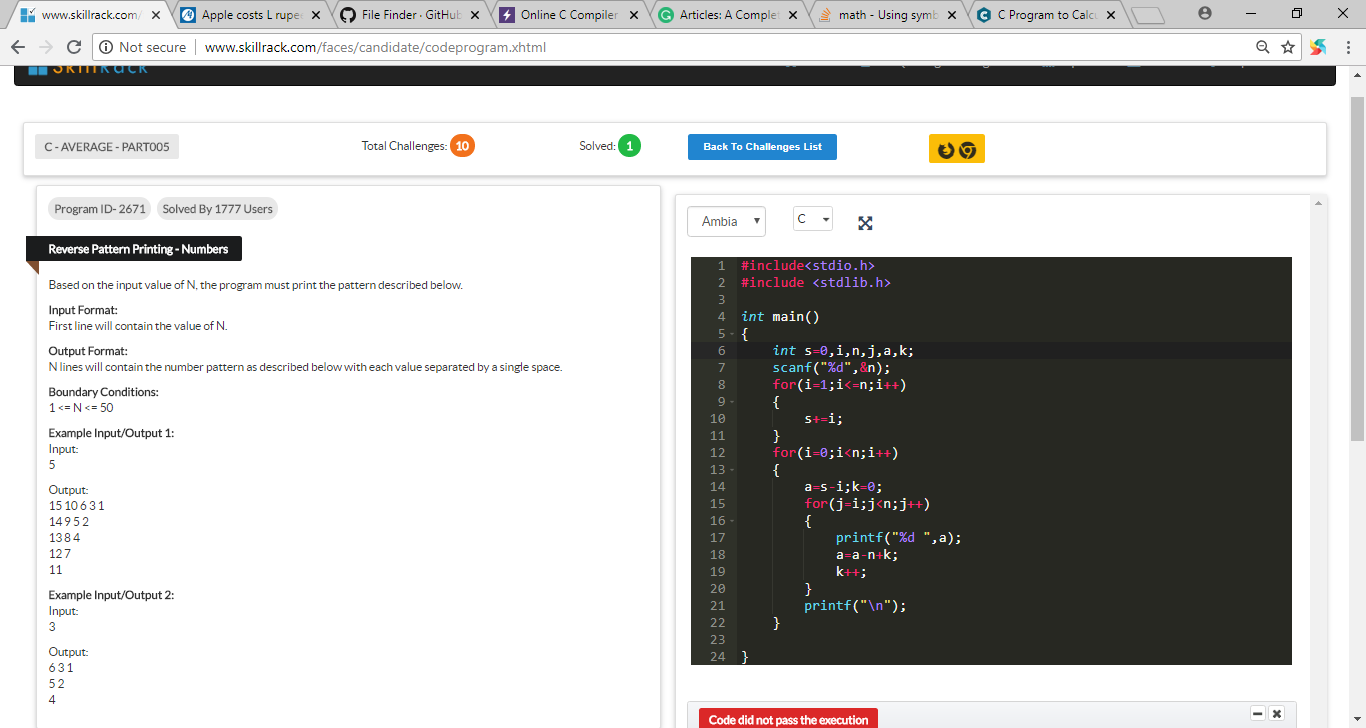 www.skillrack.com/
Apple costs L rupe
File Finder · GitHub
Online C Compiler
Articles: A Complet
math - Using symb
C Program to Calcu
Not secure
www.skillrack.com/faces/candidate/codeprogram.xhtml
SkillRack
C - AVERAGE - PART005
Total Challenges: 10
Solved: 1
Back To Challenges List
Program ID- 2671
Solved By 1777 Users
Reverse Pattern Printing - Numbers
Based on the input value of N, the program must print the pattern described below.
Input Format:
First line will contain the value of N.
Output Format:
N lines will contain the number pattern as described below with each value separated by a single space.
Boundary Conditions:
1 <= N <= 50
Example Input/Output 1:
Input:
5
Output:
15 10 6 3 1
14 9 5 2
13 8 4
12 7
11
Example Input/Output 2:
Input:
3
Output:
6 3 1
5 2
4
Ambia
C
1 #include<stdio.h>
2 #include <stdlib.h>
3
4 int main()
5 {
6 int s=0,i,n,j,a,k;
7 scanf("%d",&n);
8 for(i=1;i<=n;i++)
9 {
10 s+=i;
11 }
12 for(i=0;i<n;i++)
13 {
14 a=s-i;k=0;
15 for(j=i;j<n;j++)
16 {
17 printf("%d ",a);
18 a=a-n+k;
19 k++;
20 }
21 printf("\n");
22 }
23
24 }
Code did not pass the execution